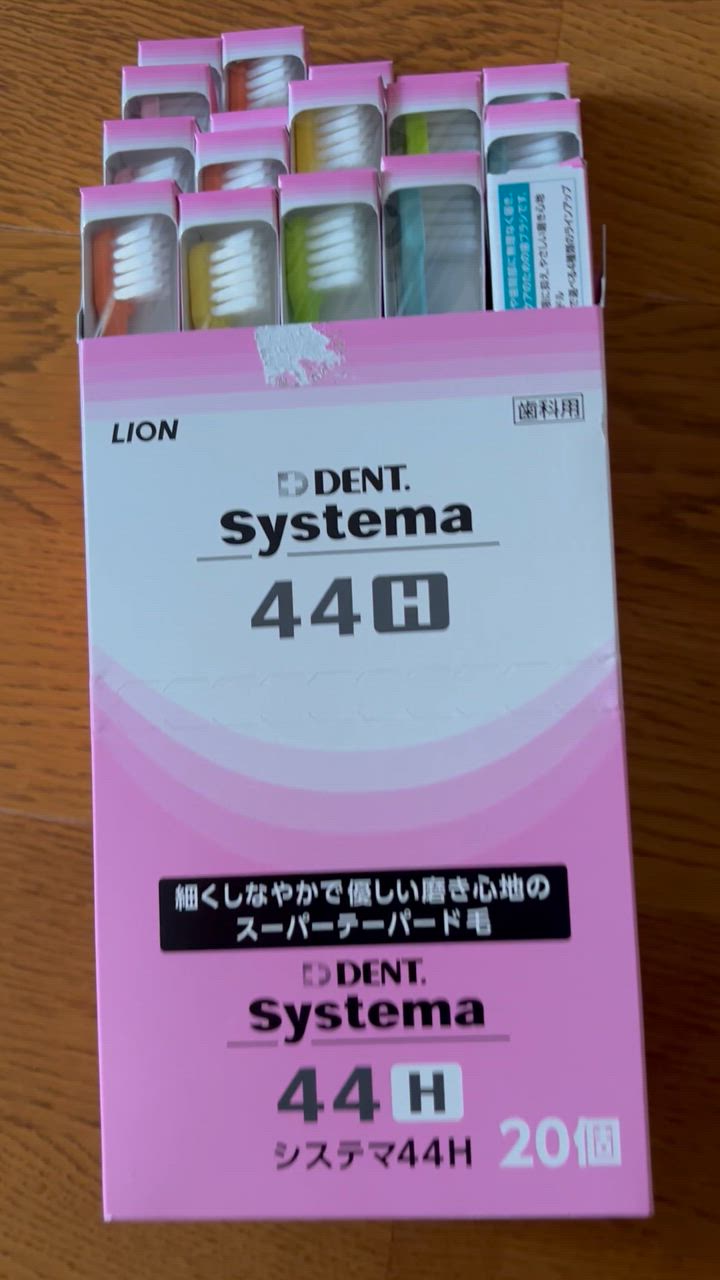 LION
歯科用
DENT.
Systema
44H
細くしなやかで優しい磨き心地の
スーパーテーパード毛
DENT.
Systema
44H
システマ44H
20個